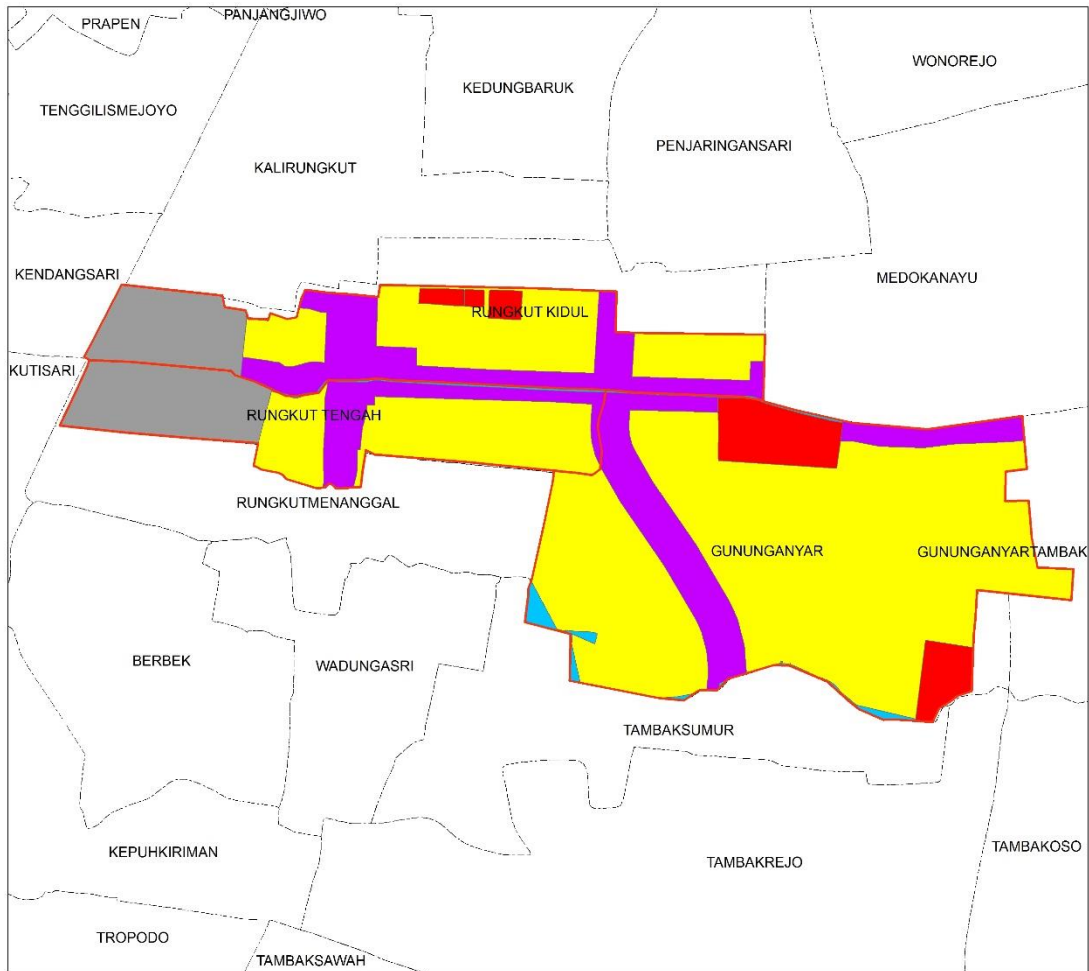 PANJANGJIWO
PRAPEN
WONOREJO
KEDUNGBARUK
TENGGILISMEJOYO
PENJARINGANSARI
KALIRUNGKUT
KENDANGSARI
MEDOKANAYU
RUNGKUT KIDUL
KUTISARI
RUNGKUT TENGAH
RUNGKUTMENANGGAL
GUNUNGANYAR
GUNUNGANYARTAMBAK
BERBEK
WADUNGASRI
TAMBAKSUMUR
TAMBAKOSO
KEPUHKIRIMAN
TAMBAKREJO
TROPODO
TAMBAKSAWAH